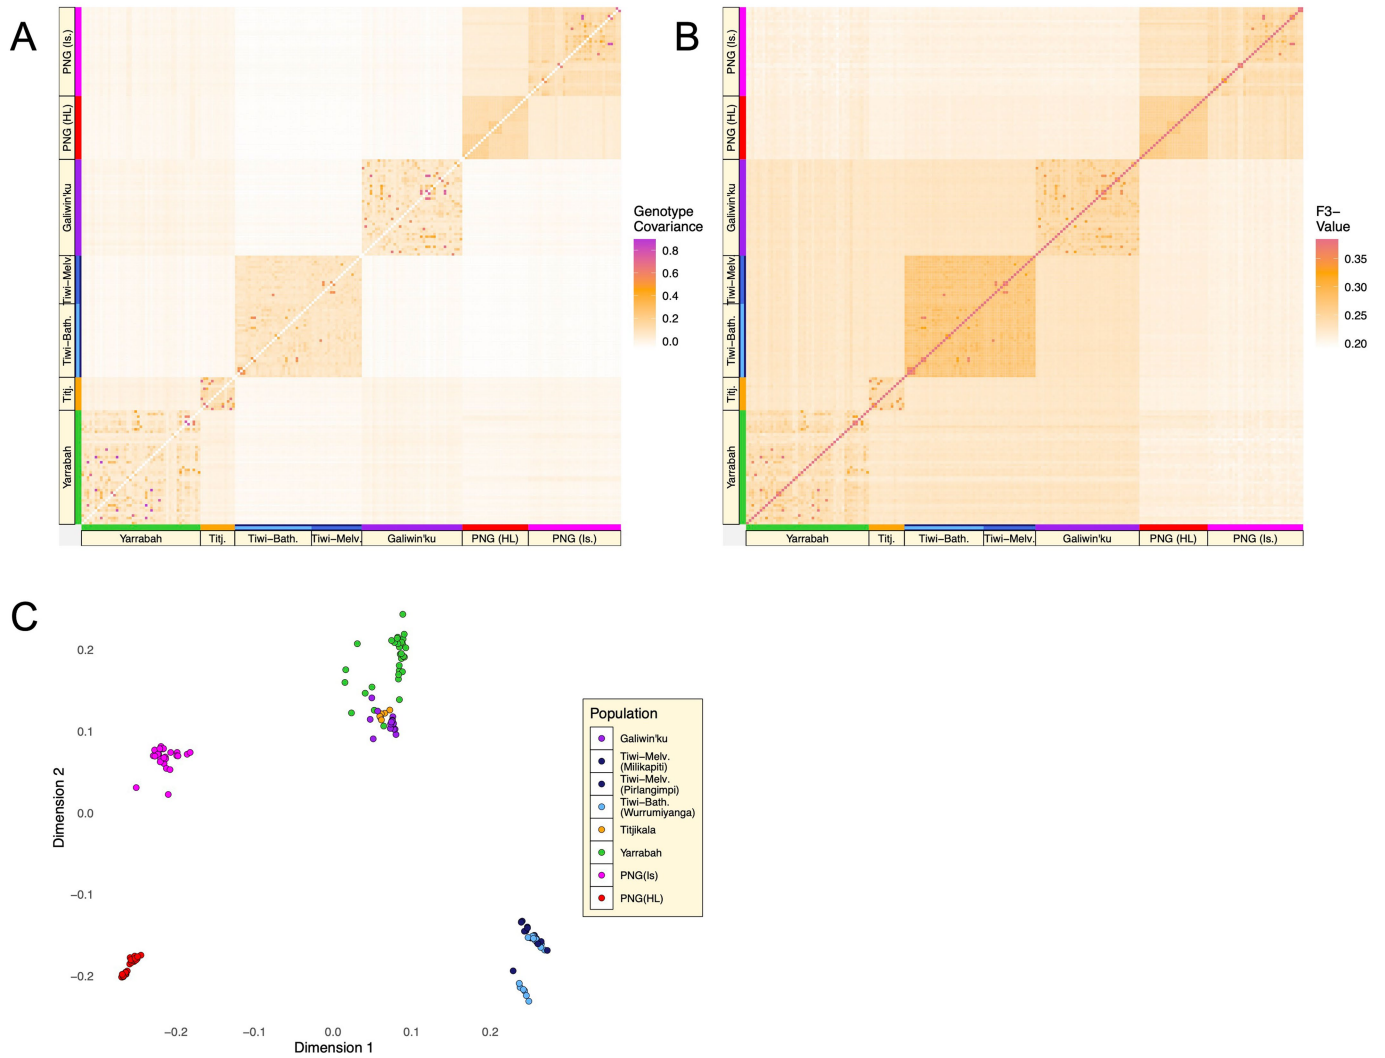 A
PNG (Is.)
PNG (HL)
Galiwin'ku
Tiwi−Melv
Tiwi−Bath.
Titj.
Yarrabah
Yarrabah
Titj.
Tiwi−Bath.
Tiwi−Melv.
Galiwin'ku
PNG (HL)
PNG (Is.)
Genotype
Covariance
0.8
0.6
0.4
0.2
0.0
B
PNG (Is.)
PNG (HL)
Galiwin'ku
Tiwi−Melv
Tiwi−Bath.
Titj.
Yarrabah
Yarrabah
Titj.
Tiwi−Bath.
Tiwi−Melv.
Galiwin'ku
PNG (HL)
PNG (Is.)
F3−
Value
0.35
0.30
0.25
0.20
C
Dimension 2
0.2
0.1
0.0
−0.1
−0.2
−0.2
−0.1
0.0
0.1
0.2
Dimension 1
Population
Galiwin'ku
Tiwi−Melv.
(Milikapiti)
Tiwi−Melv.
(Pirlangimpi)
Tiwi−Bath.
(Wurrumiyanga)
Titjikala
Yarrabah
PNG(Is)
PNG(HL)